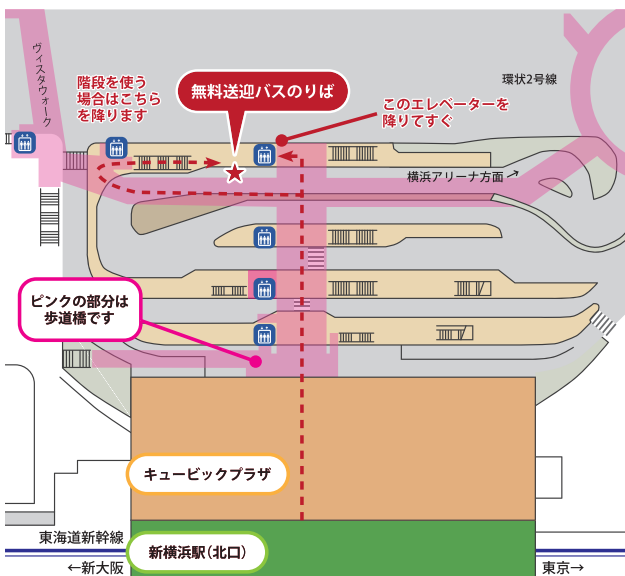 ヴィスタウォーク
階段を使う
場合はこちら
を降ります
無料送迎バスのりば
このエレベーターを
降りてすぐ
環状2号線
横浜アリーナ方面→
ピンクの部分は
歩道橋です
キュービックプラザ
東海道新幹線
新横浜駅(北口)
←新大阪
東京→